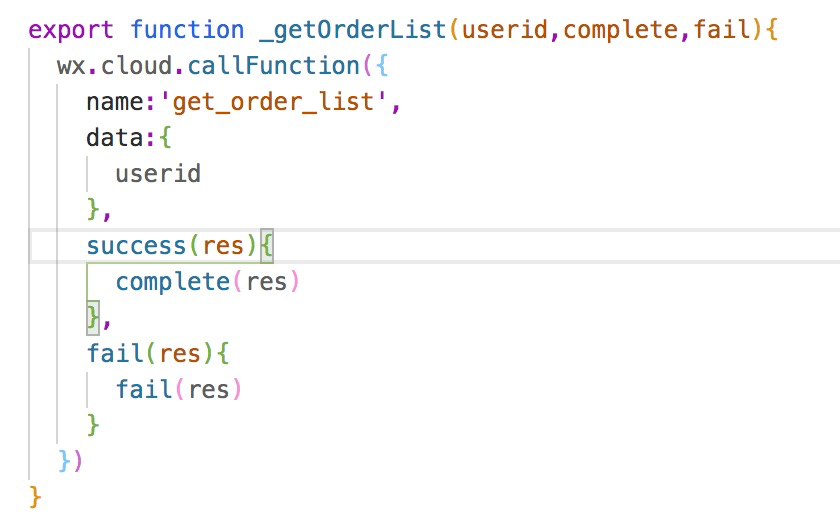 export function _getOrderList(userid,complete,fail){
wx.cloud.callFunction({
name:'get_order_list',
data:{
userid
},
success(res){
complete(res)
},
fail(res){
fail(res)
}
})
}